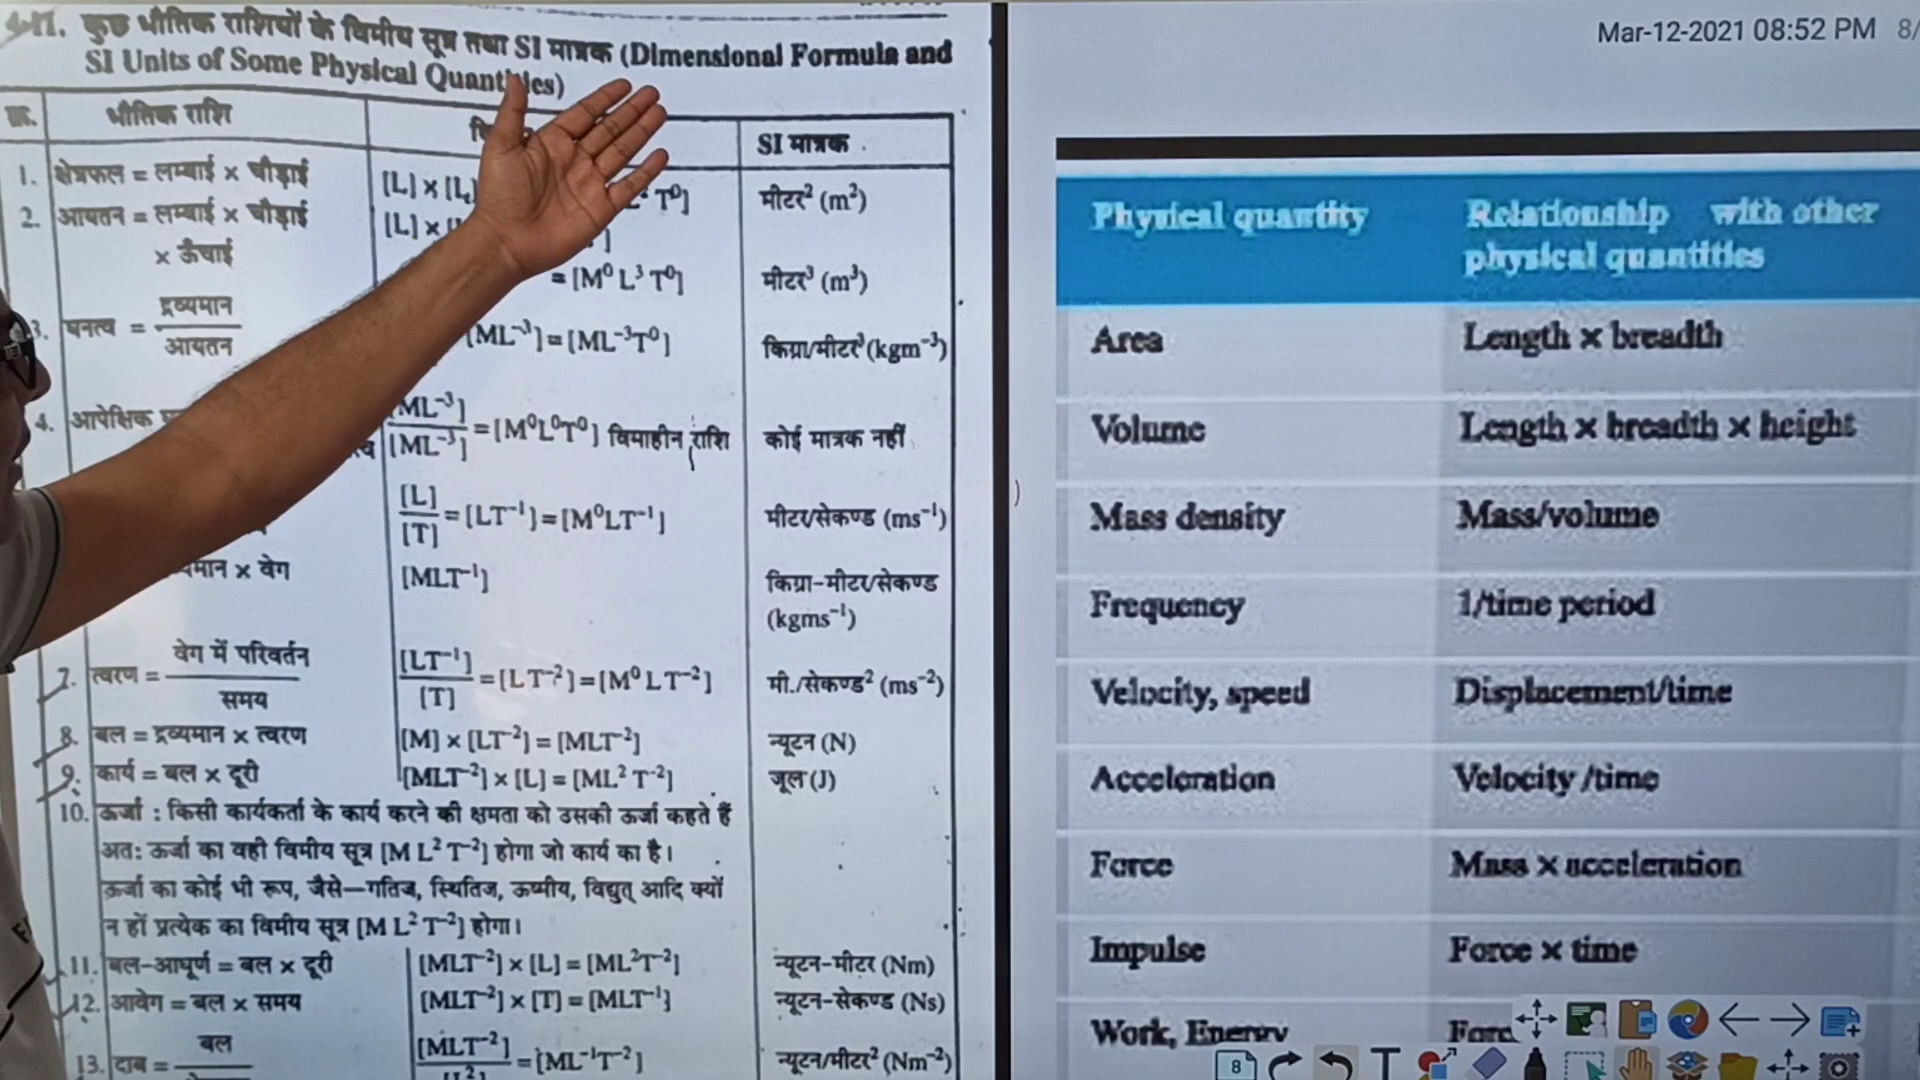 4.11. कुछ भौतिक राशियों के विमीय सूत्र तथा SI मात्रक (Dimensional Formula and
SI Units of Some Physical Quantities)
क्र. भौतिक राशि SI मात्रक
1. क्षेत्रफल = लम्बाई × चौड़ाई [L] × [L] T⁰] मीटर² (m²)
2. आयतन = लम्बाई × चौड़ाई [L] ×
× ऊँचाई = [M⁰ L³ T⁰] मीटर³ (m³)
3. घनत्व = द्रव्यमान / आयतन [ML⁻³] = [ML⁻³T⁰] किग्रा/मीटर³ (kgm⁻³)
4. आपेक्षिक [ML⁻³] / [ML⁻³] = [M⁰L⁰T⁰] विमाहीन राशि कोई मात्रक नहीं
[L] / [T] = [LT⁻¹] = [M⁰LT⁻¹] मीटर/सेकण्ड (ms⁻¹)
× वेग [MLT⁻¹] किग्रा-मीटर/सेकण्ड
(kgms⁻¹)
7. त्वरण = वेग में परिवर्तन / समय [LT⁻¹] / [T] = [LT⁻²] = [M⁰LT⁻²] मी./सेकण्ड² (ms⁻²)
8. बल = द्रव्यमान × त्वरण [M] × [LT⁻²] = [MLT⁻²] न्यूटन (N)
9. कार्य = बल × दूरी [MLT⁻²] × [L] = [ML² T⁻²] जूल (J)
10. ऊर्जा : किसी कार्यकर्ता के कार्य करने की क्षमता को उसकी ऊर्जा कहते हैं
अत: ऊर्जा का वही विमीय सूत्र [M L² T⁻²] होगा जो कार्य का है।
ऊर्जा का कोई भी रूप, जैसे—गतिज, स्थितिज, ऊष्मीय, विद्युत् आदि क्यों
न हों प्रत्येक का विमीय सूत्र [M L² T⁻²] होगा।
11. बल-आघूर्ण = बल × दूरी [MLT⁻²] × [L] = [ML²T⁻²] न्यूटन-मीटर (Nm)
12. आवेग = बल × समय [MLT⁻²] × [T] = [MLT⁻¹] न्यूटन-सेकण्ड (Ns)
13. दाब = बल [MLT⁻²] / [L²] = [ML⁻¹T⁻²] न्यूटन/मीटर² (Nm⁻²)
Mar-12-2021 08:52 PM 8/
Physical quantity Relationship with other
physical quantities
Area Length × breadth
Volume Length × breadth × height
Mass density Mass/volume
Frequency 1/time period
Velocity, speed Displacement/time
Acceleration Velocity /time
Force Mass × acceleration
Impulse Force × time
Work, Energy
8